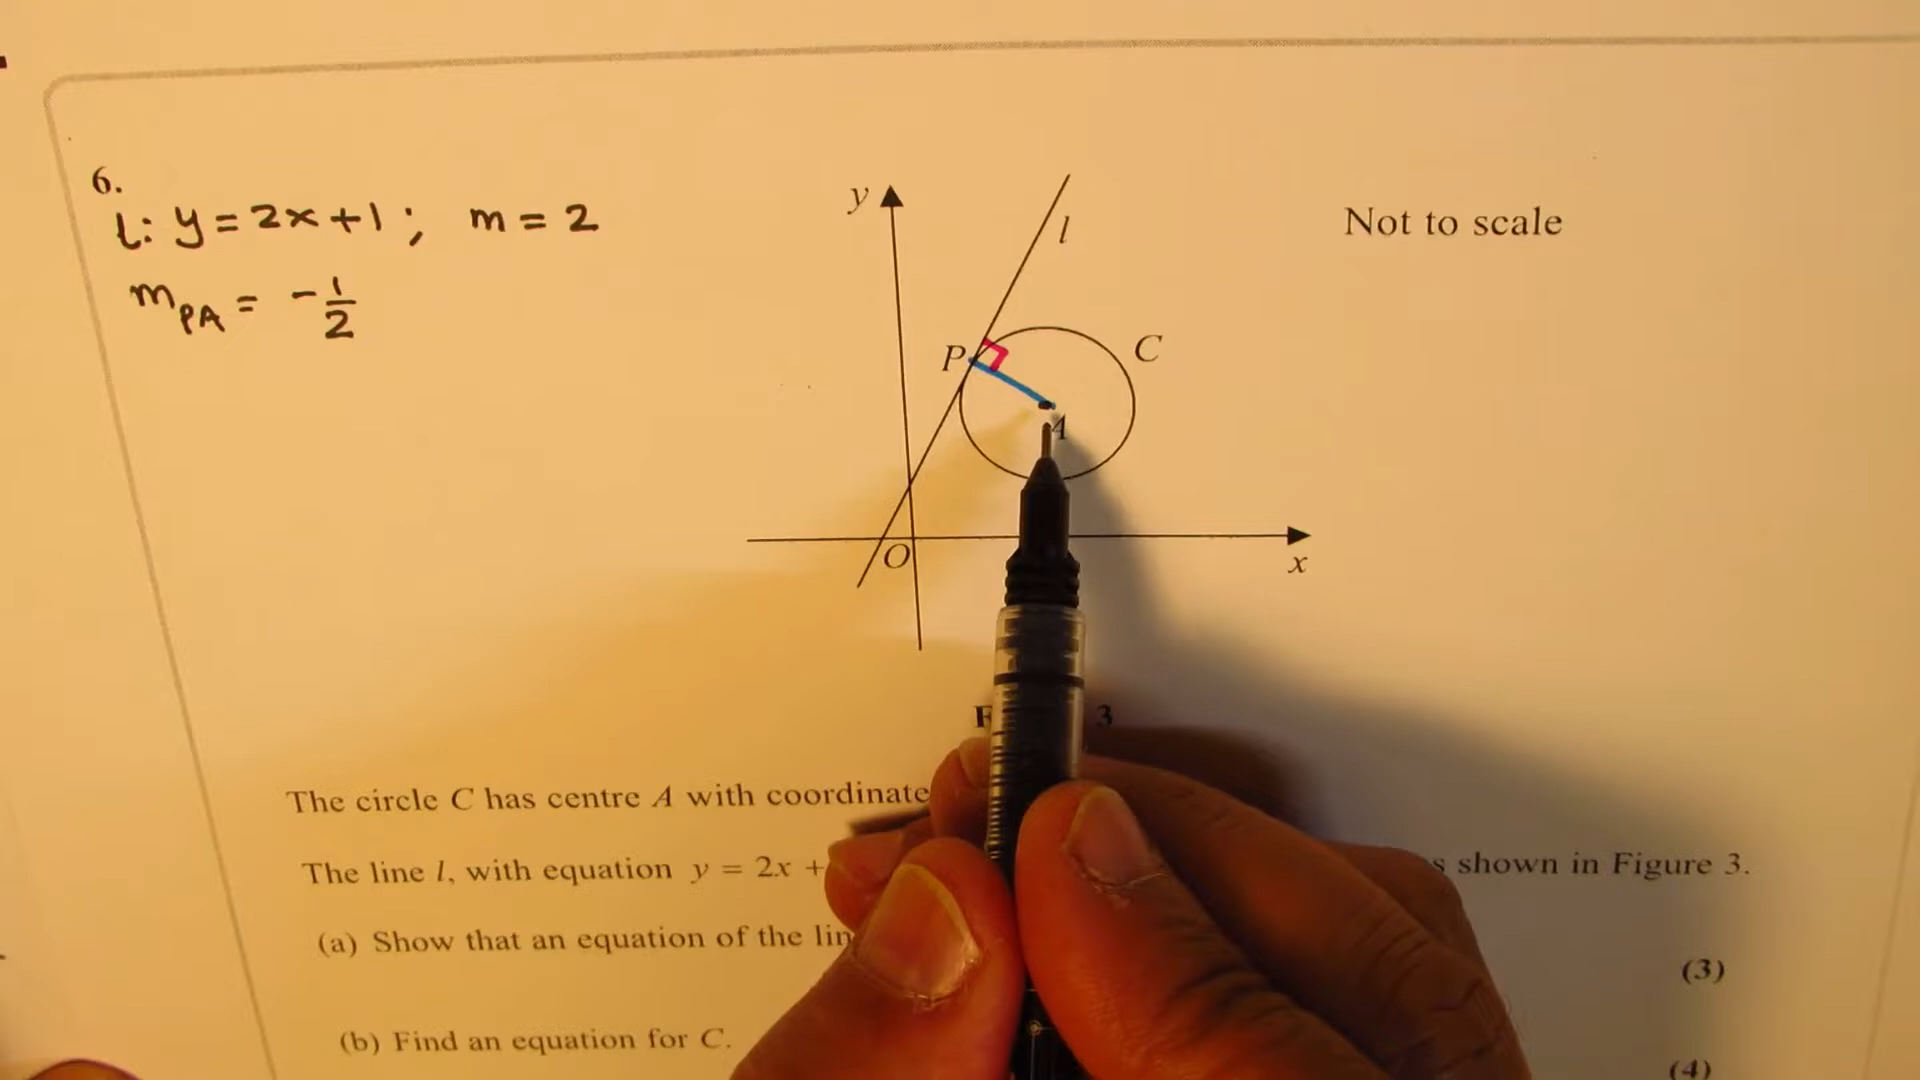 6.
l: y = 2x + 1 ; m = 2
m_PA = -1/2
Not to scale
y
l
P
C
A
O
x
3
The circle C has centre A with coordinate
The line l, with equation y = 2x + s shown in Figure 3.
(a) Show that an equation of the lin
(3)
(b) Find an equation for C.
(4)